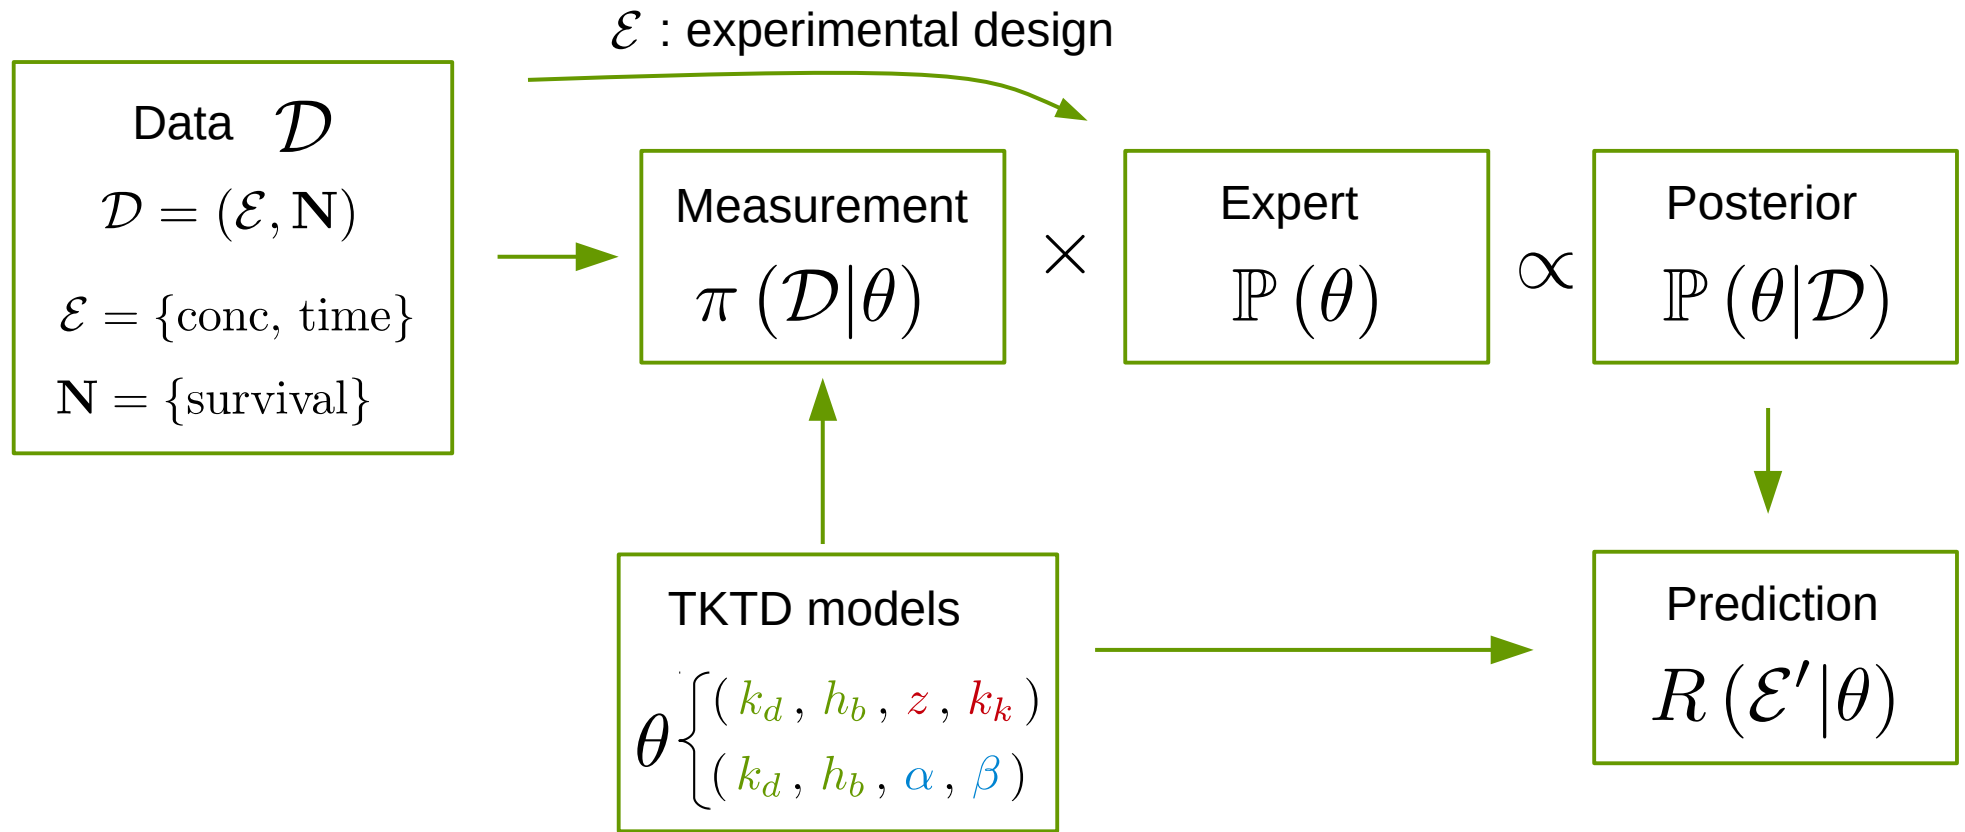 ℰ : experimental design
Data 𝒟
𝒟 = (ℰ, 𝐍)
ℰ = {conc, time}
𝐍 = {survival}
Measurement
π (𝒟|θ)
×
Expert
ℙ (θ)
∝
Posterior
ℙ (θ|𝒟)
TKTD models
θ { ( k_d , h_b , z , k_k )
( k_d , h_b , α , β )
Prediction
R (ℰ′|θ)